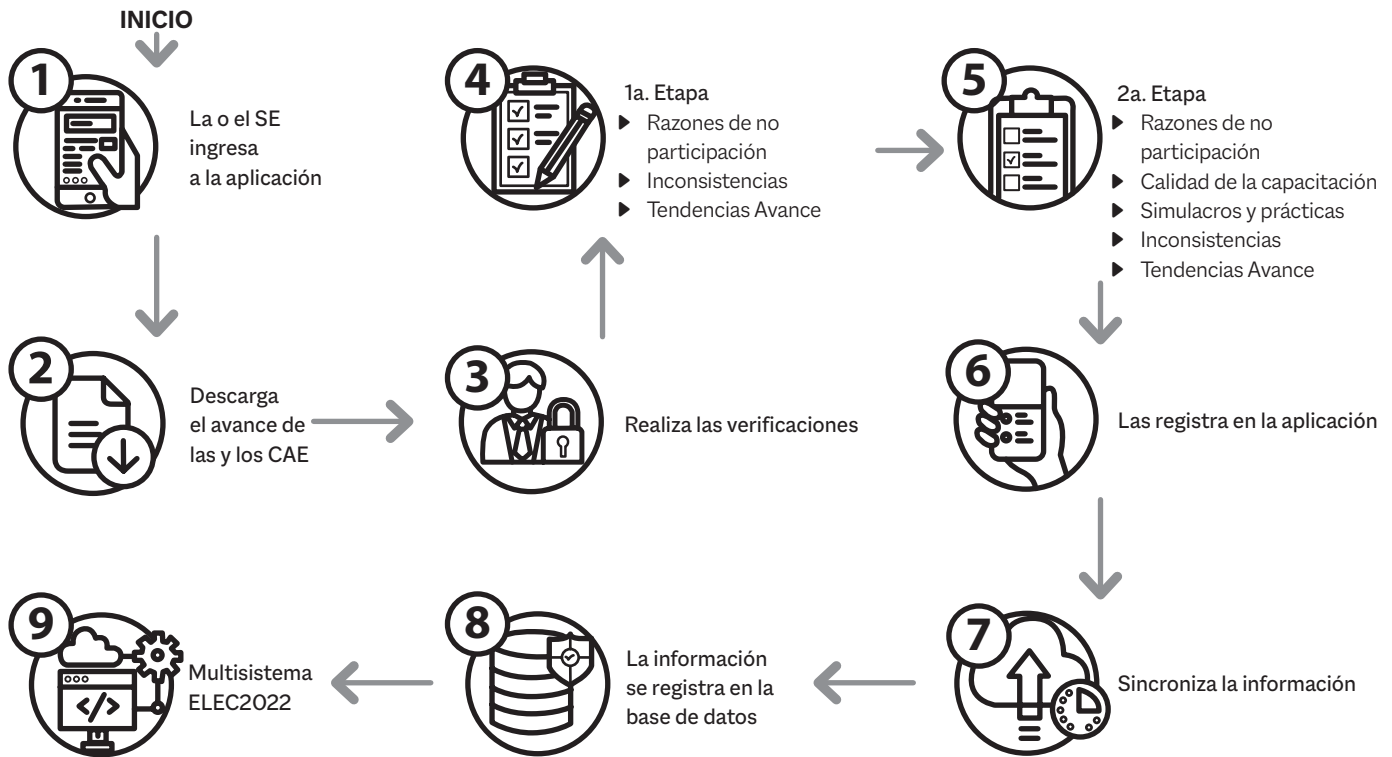 INICIO
1
La o el SE
ingresa
a la aplicación
2
Descarga
el avance de
las y los CAE
3
Realiza las verificaciones
4
1a. Etapa
▶ Razones de no
participación
▶ Inconsistencias
▶ Tendencias Avance
5
2a. Etapa
▶ Razones de no
participación
▶ Calidad de la capacitación
▶ Simulacros y prácticas
▶ Inconsistencias
▶ Tendencias Avance
6
Las registra en la aplicación
7
Sincroniza la información
8
La información
se registra en la
base de datos
9
</>
Multisistema
ELEC2022